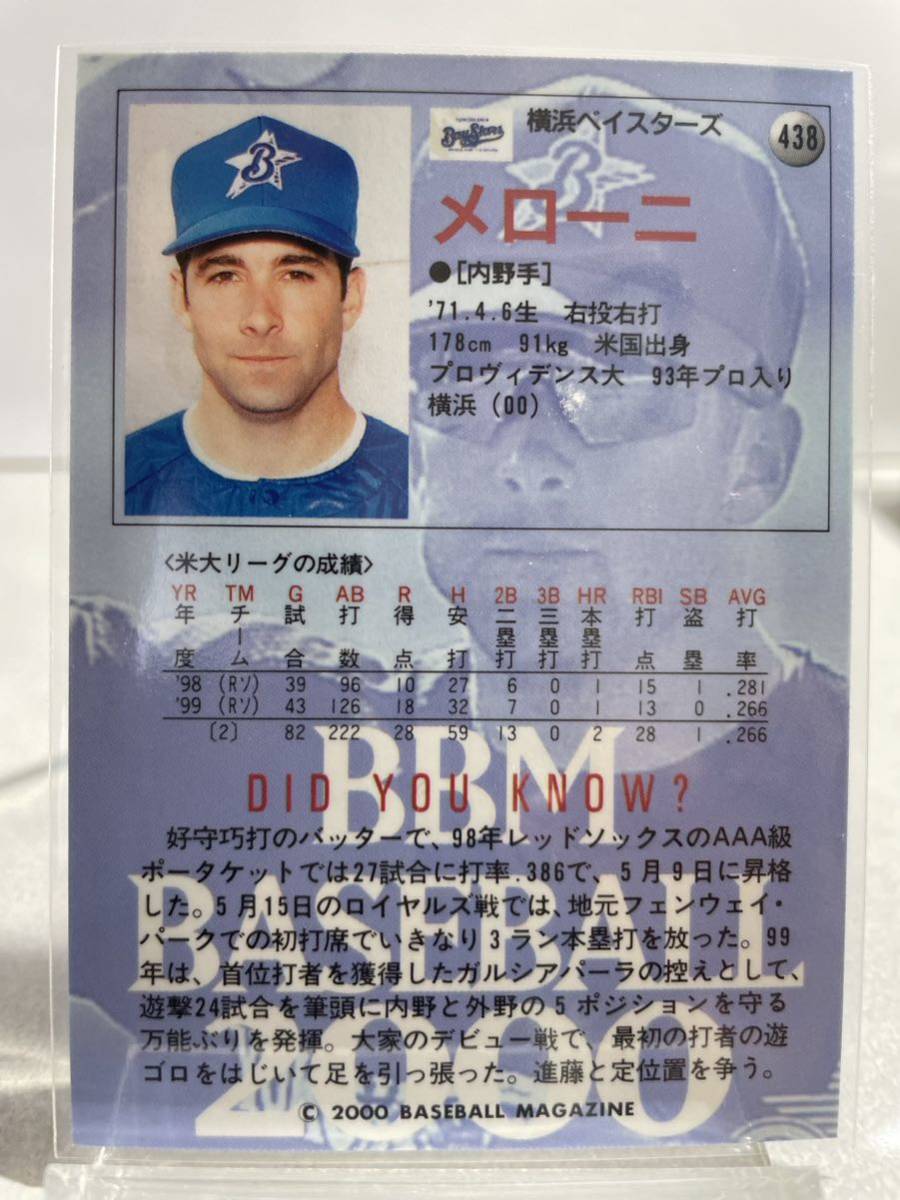 Bay Stars
横浜ベイスターズ
438
メローニ
●[内野手]
'71.4.6生 右投右打
178cm 91kg 米国出身
プロヴィデンス大 93年プロ入り
横浜(00)
〈米大リーグの成績〉
YR TM G AB R H 2B 3B HR RBI SB AVG
年度 チーム 試合 打数 得点 安打 二塁打 三塁打 本塁打 打点 盗塁 打率
'98 (Rソ) 39 96 10 27 6 0 1 15 1 .281
'99 (Rソ) 43 126 18 32 7 0 1 13 0 .266
[2] 82 222 28 59 13 0 2 28 1 .266
BBM
DID YOU KNOW?
好守巧打のバッターで、98年レッドソックスのAAA級
ポータケットでは27試合に打率.386で、5月9日に昇格
した。5月15日のロイヤルズ戦では、地元フェンウェイ・
パークでの初打席でいきなり3ラン本塁打を放った。99
年は、首位打者を獲得したガルシアパーラの控えとして、
遊撃24試合を筆頭に内野と外野の5ポジションを守る
万能ぶりを発揮。大家のデビュー戦で、最初の打者の遊
ゴロをはじいて足を引っ張った。進藤と定位置を争う。
BASEBALL
2000
© 2000 BASEBALL MAGAZINE